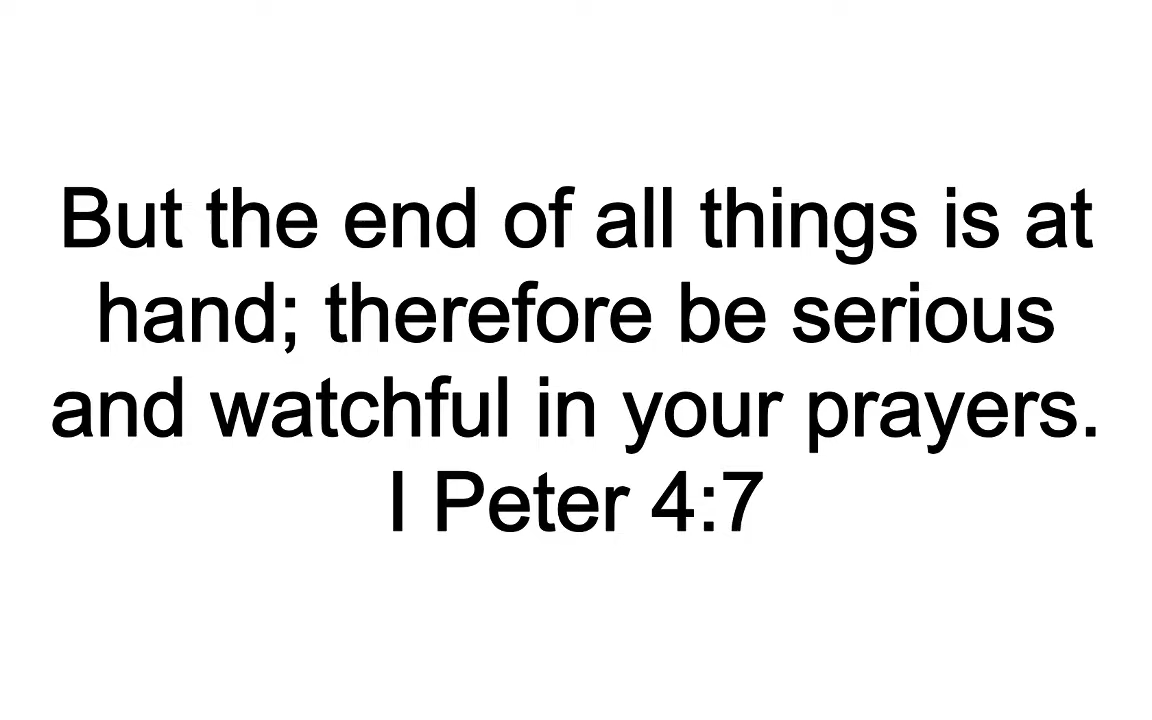 But the end of all things is at
hand; therefore be serious
and watchful in your prayers.
I Peter 4:7